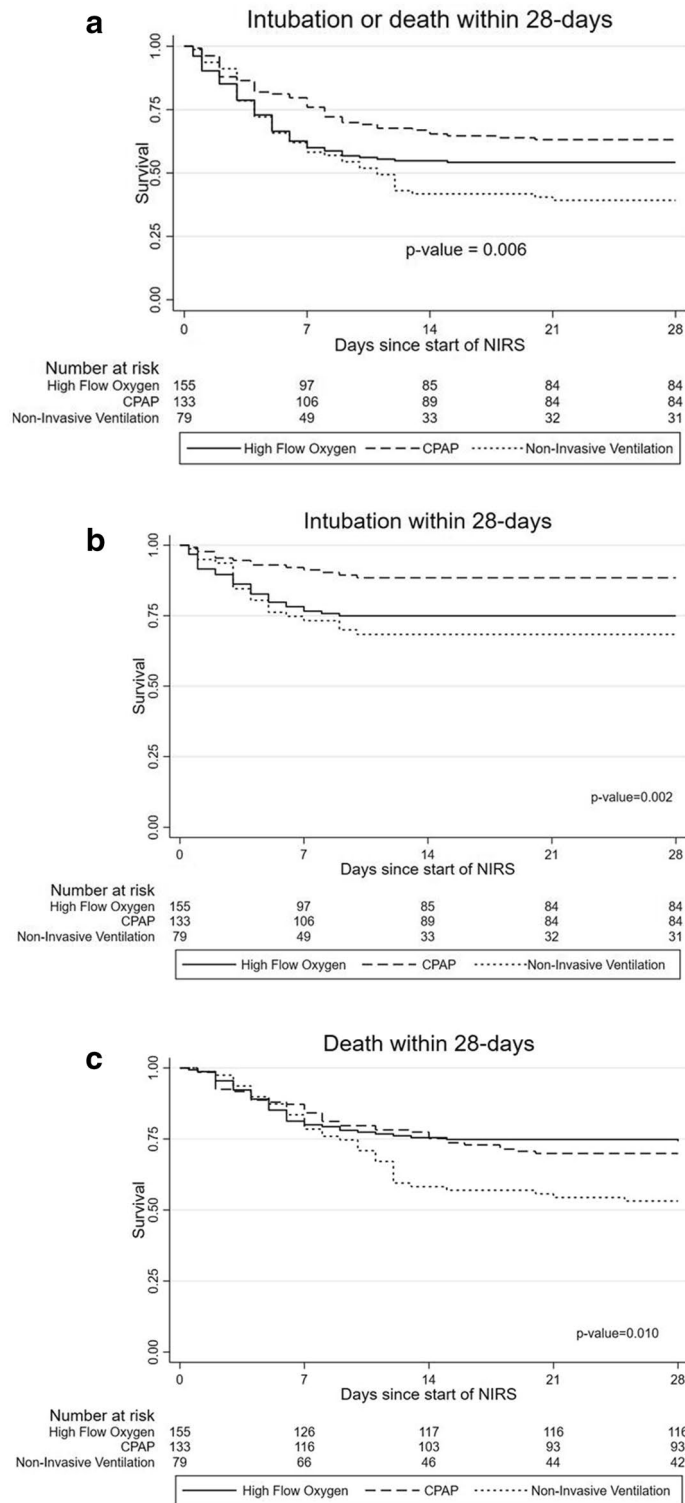 a
Intubation or death within 28-days
Survival
1.00
0.75
0.50
0.25
0.00
p-value = 0.006
0 7 14 21 28
Days since start of NIRS
Number at risk
High Flow Oxygen 155 97 85 84 84
CPAP 133 106 89 84 84
Non-Invasive Ventilation 79 49 33 32 31
High Flow Oxygen CPAP Non-Invasive Ventilation
b
Intubation within 28-days
Survival
1.00
0.75
0.50
0.25
0.00
p-value=0.002
0 7 14 21 28
Days since start of NIRS
Number at risk
High Flow Oxygen 155 97 85 84 84
CPAP 133 106 89 84 84
Non-Invasive Ventilation 79 49 33 32 31
High Flow Oxygen CPAP Non-Invasive Ventilation
c
Death within 28-days
Survival
1.00
0.75
0.50
0.25
0.00
p-value=0.010
0 7 14 21 28
Days since start of NIRS
Number at risk
High Flow Oxygen 155 126 117 116 116
CPAP 133 116 103 93 93
Non-Invasive Ventilation 79 66 46 44 42
High Flow Oxygen CPAP Non-Invasive Ventilation